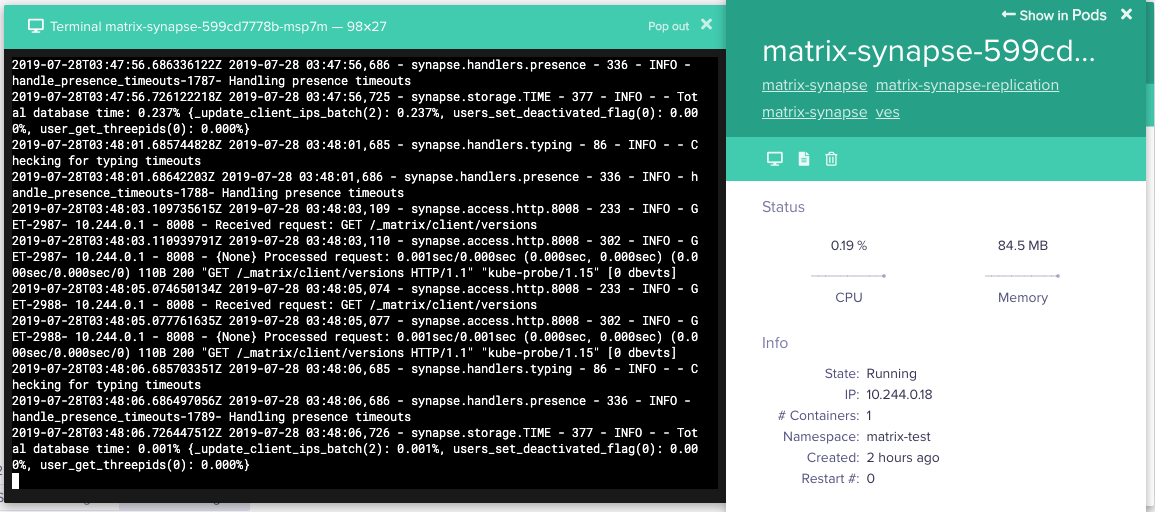 Terminal matrix-synapse-599cd7778b-msp7m — 98×27
Pop out ×
2019-07-28T03:47:56.686336122Z 2019-07-28 03:47:56,686 - synapse.handlers.presence - 336 - INFO -
handle_presence_timeouts-1787- Handling presence timeouts
2019-07-28T03:47:56.726122218Z 2019-07-28 03:47:56,725 - synapse.storage.TIME - 377 - INFO - - Tot
al database time: 0.237% {_update_client_ips_batch(2): 0.237%, users_set_deactivated_flag(0): 0.00
0%, user_get_threepids(0): 0.000%}
2019-07-28T03:48:01.685744828Z 2019-07-28 03:48:01,685 - synapse.handlers.typing - 86 - INFO - - C
hecking for typing timeouts
2019-07-28T03:48:01.68642203Z 2019-07-28 03:48:01,686 - synapse.handlers.presence - 336 - INFO - h
andle_presence_timeouts-1788- Handling presence timeouts
2019-07-28T03:48:03.109735615Z 2019-07-28 03:48:03,109 - synapse.access.http.8008 - 233 - INFO - G
ET-2987- 10.244.0.1 - 8008 - Received request: GET /_matrix/client/versions
2019-07-28T03:48:03.110939791Z 2019-07-28 03:48:03,110 - synapse.access.http.8008 - 302 - INFO - G
ET-2987- 10.244.0.1 - 8008 - {None} Processed request: 0.001sec/0.000sec (0.000sec, 0.000sec) (0.0
00sec/0.000sec/0) 110B 200 "GET /_matrix/client/versions HTTP/1.1" "kube-probe/1.15" [0 dbevts]
2019-07-28T03:48:05.074650134Z 2019-07-28 03:48:05,074 - synapse.access.http.8008 - 233 - INFO - G
ET-2988- 10.244.0.1 - 8008 - Received request: GET /_matrix/client/versions
2019-07-28T03:48:05.077761635Z 2019-07-28 03:48:05,077 - synapse.access.http.8008 - 302 - INFO - G
ET-2988- 10.244.0.1 - 8008 - {None} Processed request: 0.001sec/0.001sec (0.000sec, 0.000sec) (0.0
00sec/0.000sec/0) 110B 200 "GET /_matrix/client/versions HTTP/1.1" "kube-probe/1.15" [0 dbevts]
2019-07-28T03:48:06.685703351Z 2019-07-28 03:48:06,685 - synapse.handlers.typing - 86 - INFO - - C
hecking for typing timeouts
2019-07-28T03:48:06.686497056Z 2019-07-28 03:48:06,686 - synapse.handlers.presence - 336 - INFO -
handle_presence_timeouts-1789- Handling presence timeouts
2019-07-28T03:48:06.726447512Z 2019-07-28 03:48:06,726 - synapse.storage.TIME - 377 - INFO - - Tot
al database time: 0.001% {_update_client_ips_batch(2): 0.001%, users_set_deactivated_flag(0): 0.00
0%, user_get_threepids(0): 0.000%}
← Show in Pods ×
matrix-synapse-599cd...
matrix-synapse matrix-synapse-replication
matrix-synapse ves
Status
0.19 % 84.5 MB
CPU Memory
Info
State: Running
IP: 10.244.0.18
# Containers: 1
Namespace: matrix-test
Created: 2 hours ago
Restart #: 0